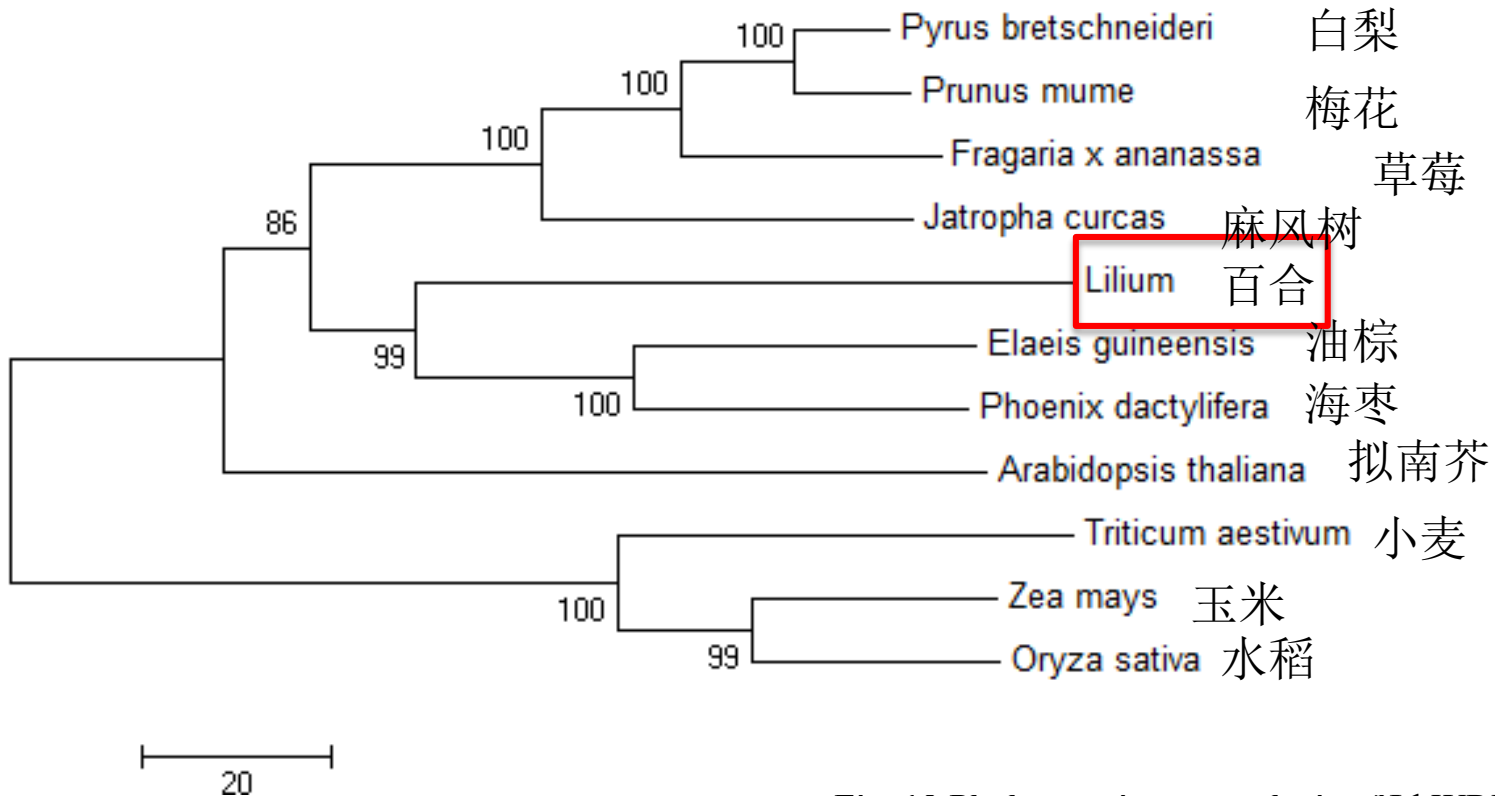 100
Pyrus bretschneideri 白梨
100
Prunus mume 梅花
100
Fragaria x ananassa 草莓
86
Jatropha curcas 麻风树
Lilium 百合
99
Elaeis guineensis 油棕
100
Phoenix dactylifera 海枣
Arabidopsis thaliana 拟南芥
Triticum aestivum 小麦
100
Zea mays 玉米
99
Oryza sativa 水稻
20